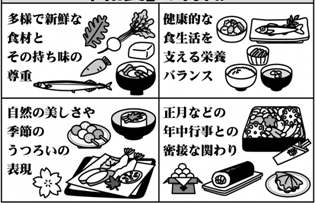 多様で新鮮な
食材と
その持ち味の
尊重
健康的な
食生活を
支える栄養
バランス
自然の美しさや
季節の
うつろいの
表現
正月などの
年中行事との
密接な関わり